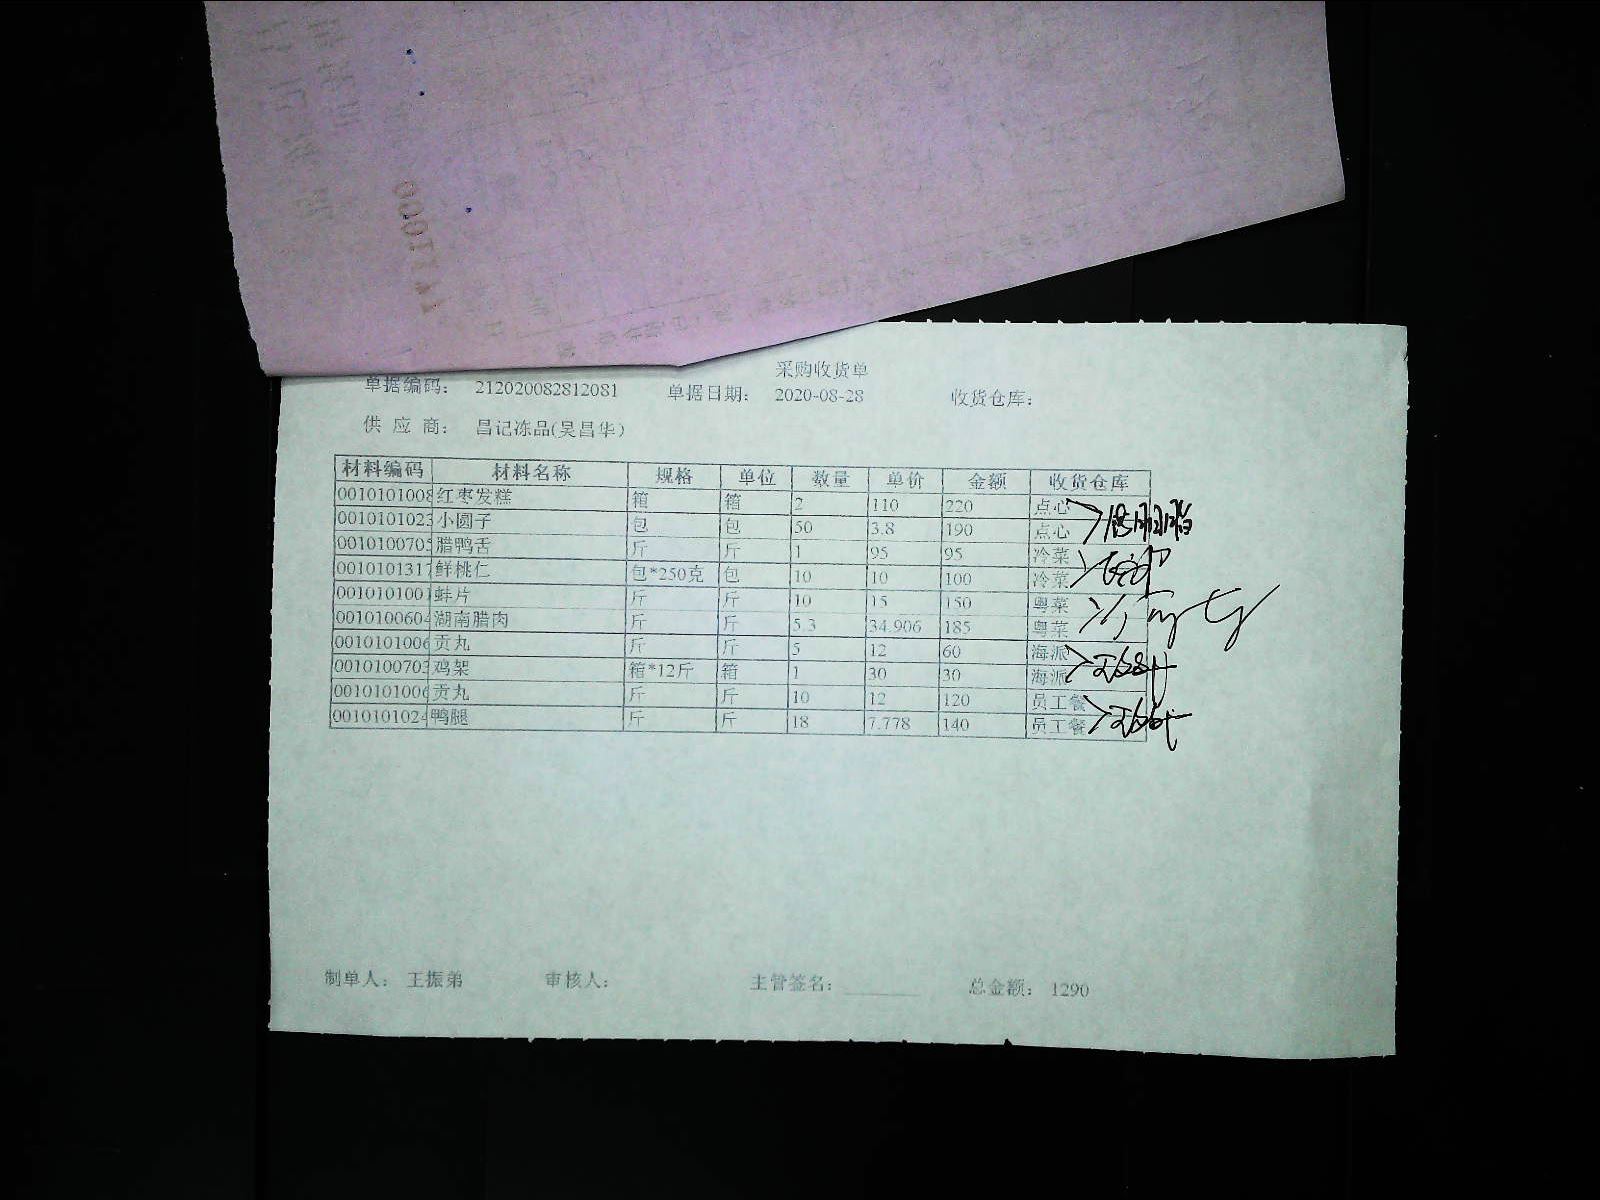 采购收货单
单据编码： 212020082812081 单据日期： 2020-08-28 收货仓库：
供 应 商： 昌记冻品(吴昌华）
材料编码 材料名称 规格 单位 数量 单价 金额 收货仓库
0010101008 红枣发糕 箱 箱 2 110 220 点心
0010101023 小圆子 包 包 50 3.8 190 点心
0010100705 腊鸭舌 斤 斤 1 95 95 冷菜
0010101317 鲜桃仁 包*250克 包 10 10 100 冷菜
0010101001 蚌片 斤 斤 10 15 150 粤菜
0010100604 湖南腊肉 斤 斤 5.3 34.906 185 粤菜
0010101006 贡丸 斤 斤 5 12 60 海派
0010100703 鸡架 箱*12斤 箱 1 30 30 海派
0010101006 贡丸 斤 斤 10 12 120 员工餐
0010101024 鸭腿 斤 斤 18 7.778 140 员工餐
制单人： 王振弟 审核人： 主管签名： 总金额： 1290